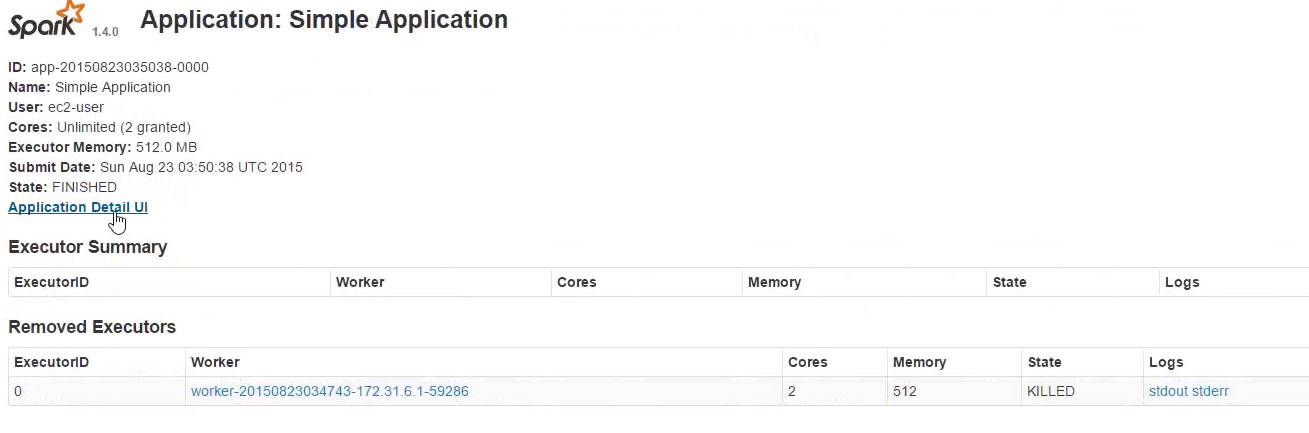 Spark 1.4.0 Application: Simple Application
ID: app-20150823035038-0000
Name: Simple Application
User: ec2-user
Cores: Unlimited (2 granted)
Executor Memory: 512.0 MB
Submit Date: Sun Aug 23 03:50:38 UTC 2015
State: FINISHED
Application Detail UI
Executor Summary
ExecutorID Worker Cores Memory State Logs
Removed Executors
ExecutorID Worker Cores Memory State Logs
0 worker-20150823034743-172.31.6.1-59286 2 512 KILLED stdout stderr